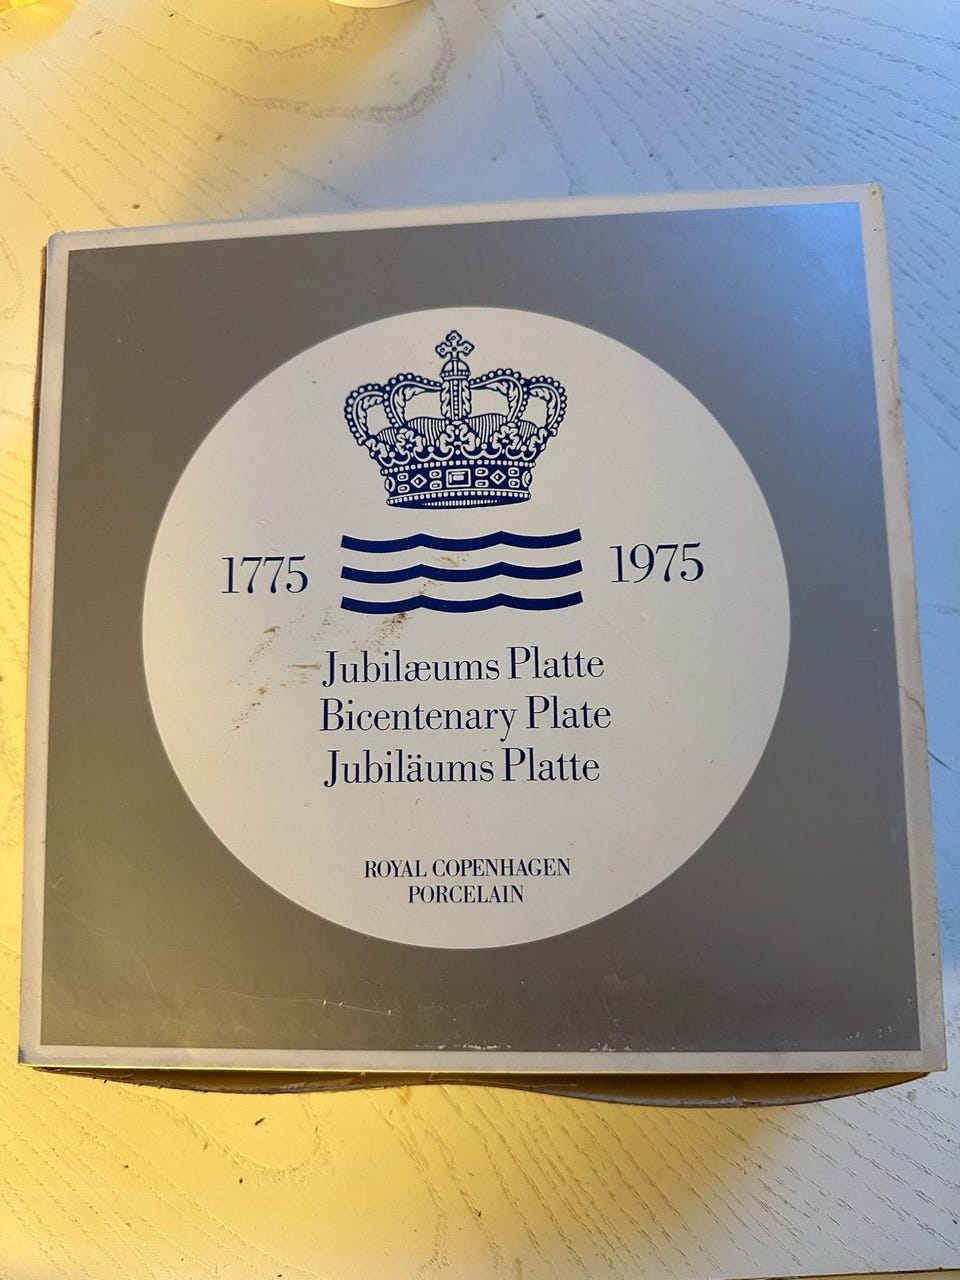 1775 1975
Jubilæums Platte
Bicentenary Plate
Jubiläums Platte
ROYAL COPENHAGEN
PORCELAIN